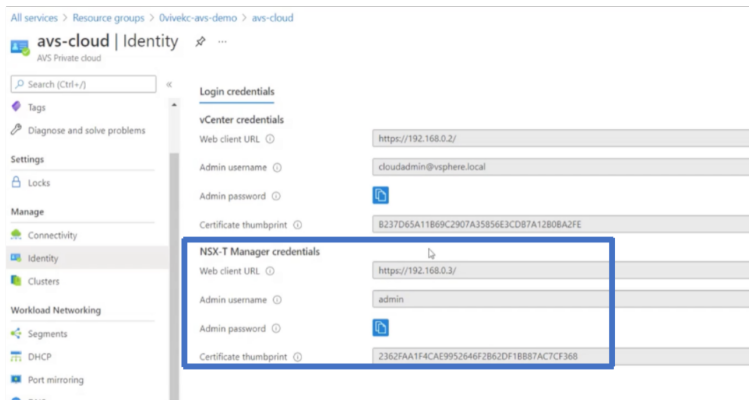 All services > Resource groups > 0vivekc-avs-demo > avs-cloud
avs-cloud | Identity ...
AVS Private cloud
Search (Ctrl+/) «
Tags
Diagnose and solve problems
Settings
Locks
Manage
Connectivity
Identity
Clusters
Workload Networking
Segments
DHCP
Port mirroring
Login credentials
vCenter credentials
Web client URL https://192.168.0.2/
Admin username cloudadmin@vsphere.local
Admin password
Certificate thumbprint B237D65A11B69C2907A35856E3CDB7A12B0BA2FE
NSX-T Manager credentials
Web client URL https://192.168.0.3/
Admin username admin
Admin password
Certificate thumbprint 2362FAA1F4CAE9952646F2B62DF1BB87AC7CF368